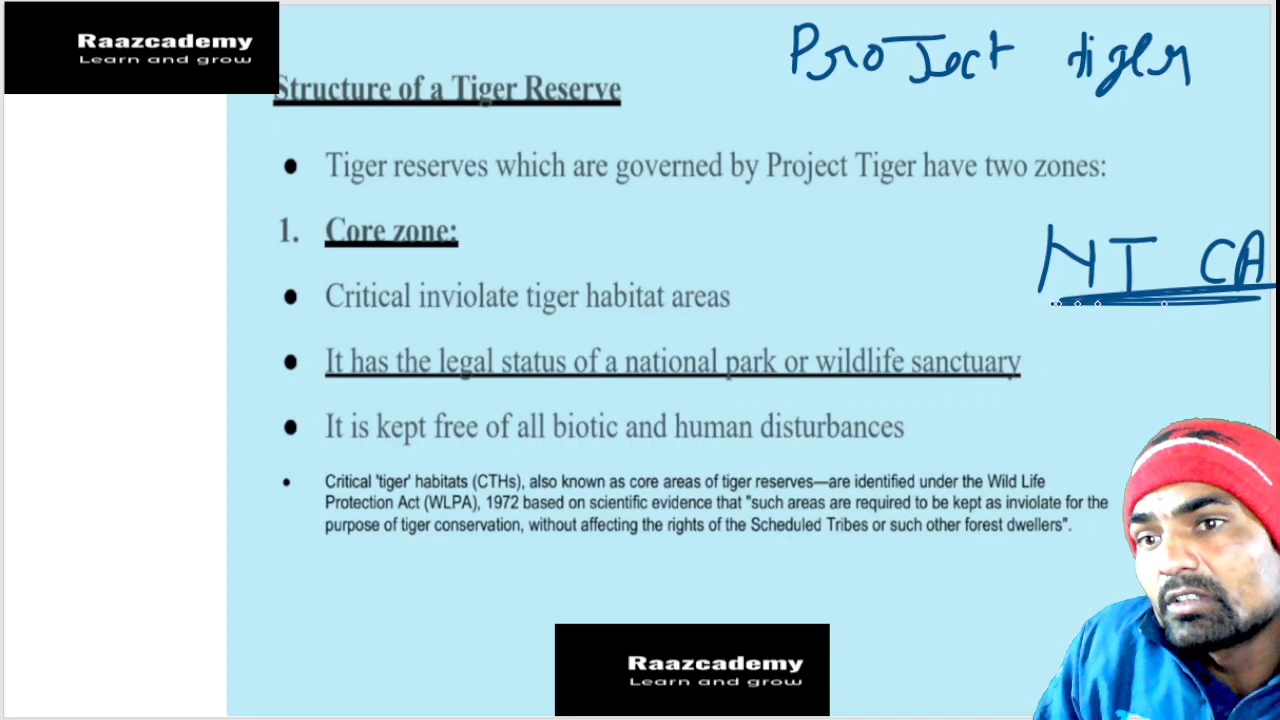 Raazcademy
Learn and grow
Project tiger
Structure of a Tiger Reserve
● Tiger reserves which are governed by Project Tiger have two zones:
1. Core zone:
NTCA
● Critical inviolate tiger habitat areas
● It has the legal status of a national park or wildlife sanctuary
● It is kept free of all biotic and human disturbances
● Critical 'tiger' habitats (CTHs), also known as core areas of tiger reserves—are identified under the Wild Life
Protection Act (WLPA), 1972 based on scientific evidence that "such areas are required to be kept as inviolate for the
purpose of tiger conservation, without affecting the rights of the Scheduled Tribes or such other forest dwellers".
Raazcademy
Learn and grow